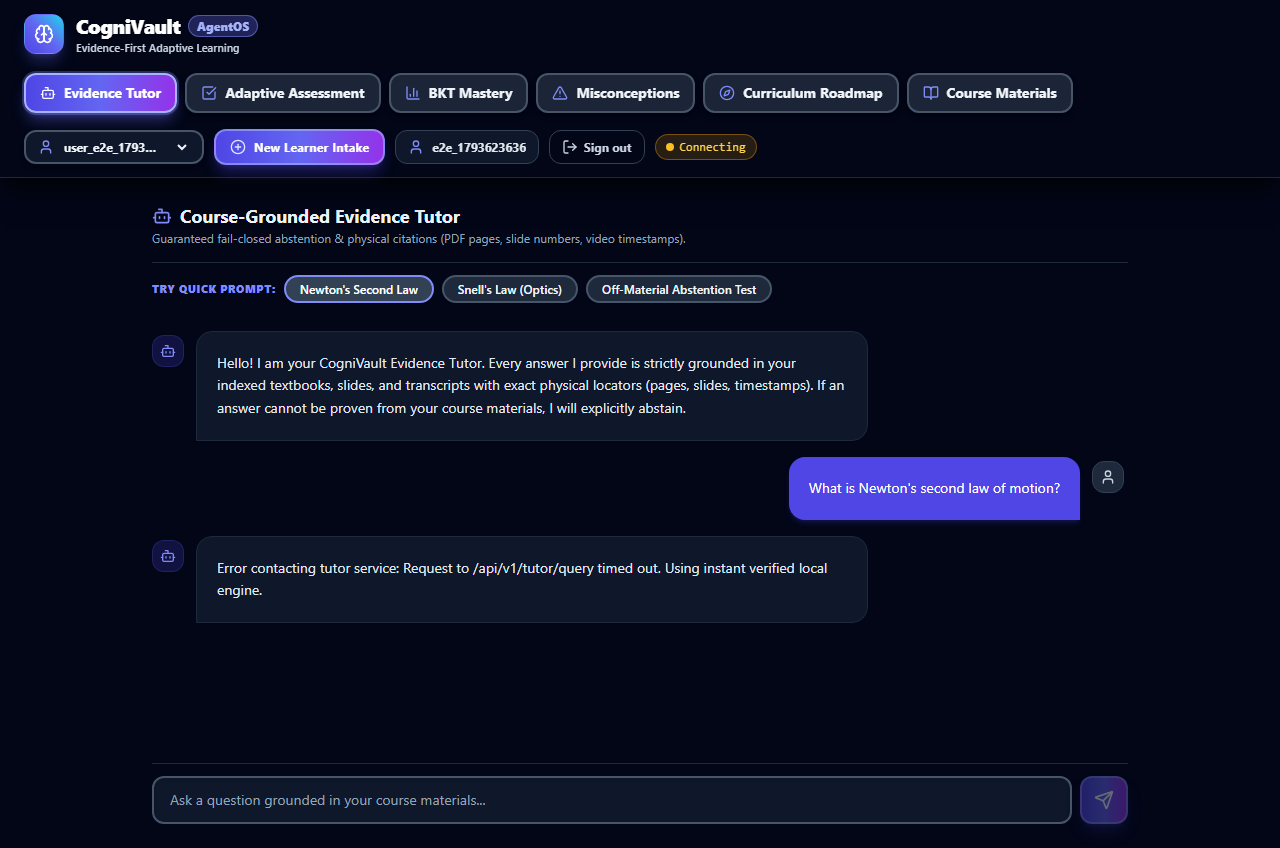 CogniVault AgentOS
Evidence-First Adaptive Learning
Evidence Tutor
Adaptive Assessment
BKT Mastery
Misconceptions
Curriculum Roadmap
Course Materials
user_e2e_1793...
New Learner Intake
e2e_1793623636
Sign out
Connecting
Course-Grounded Evidence Tutor
Guaranteed fail-closed abstention & physical citations (PDF pages, slide numbers, video timestamps).
TRY QUICK PROMPT:
Newton's Second Law
Snell's Law (Optics)
Off-Material Abstention Test
Hello! I am your CogniVault Evidence Tutor. Every answer I provide is strictly grounded in your
indexed textbooks, slides, and transcripts with exact physical locators (pages, slides, timestamps). If an
answer cannot be proven from your course materials, I will explicitly abstain.
What is Newton's second law of motion?
Error contacting tutor service: Request to /api/v1/tutor/query timed out. Using instant verified local
engine.
Ask a question grounded in your course materials...